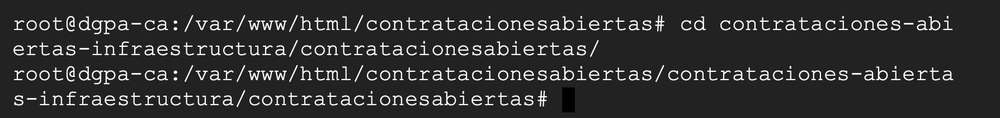 root@dgpa-ca:/var/www/html/contratacionesabiertas# cd contrataciones-abi
ertas-infraestructura/contratacionesabiertas/
root@dgpa-ca:/var/www/html/contratacionesabiertas/contrataciones-abierta
s-infraestructura/contratacionesabiertas#